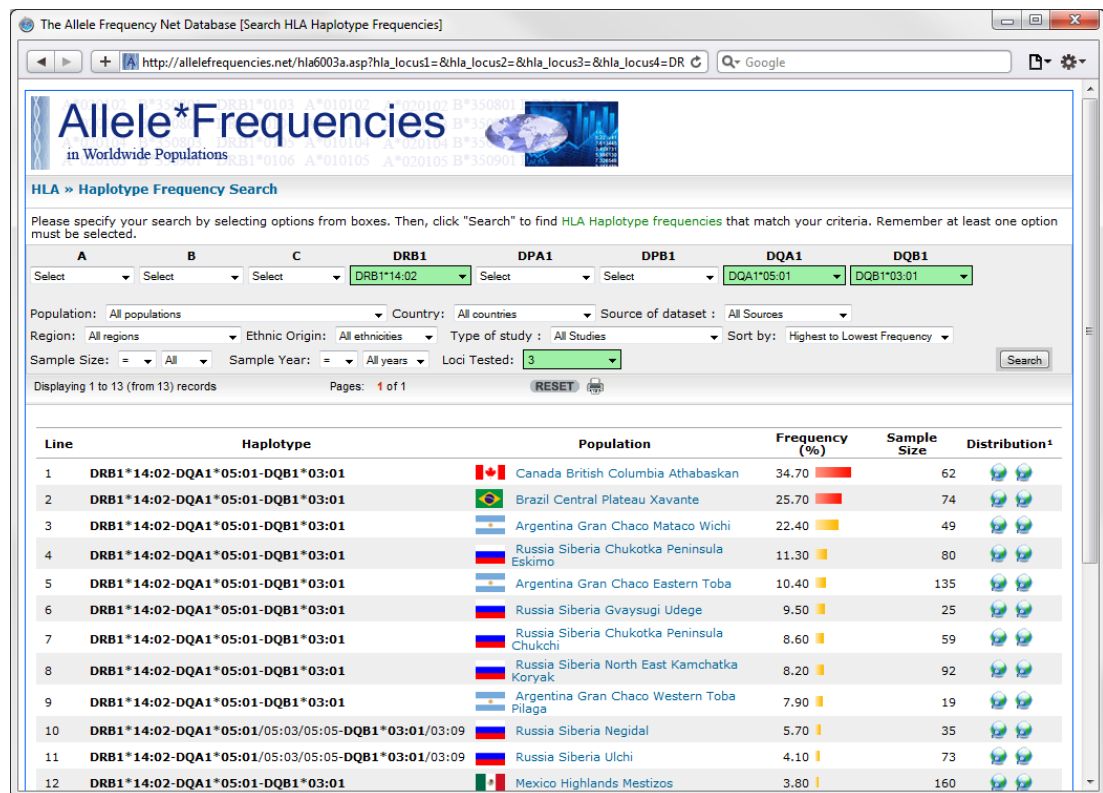 The Allele Frequency Net Database [Search HLA Haplotype Frequencies]
http://allelefrequencies.net/hla6003a.asp?hla_locus1=&hla_locus2=&hla_locus3=&hla_locus4=DR
Google
Allele*Frequencies
in Worldwide Populations
HLA » Haplotype Frequency Search
Please specify your search by selecting options from boxes. Then, click "Search" to find HLA Haplotype frequencies that match your criteria. Remember at least one option
must be selected.
A B C DRB1 DPA1 DPB1 DQA1 DQB1
Select Select Select DRB1*14:02 Select Select DQA1*05:01 DQB1*03:01
Population: All populations Country: All countries Source of dataset : All Sources
Region: All regions Ethnic Origin: All ethnicities Type of study : All Studies Sort by: Highest to Lowest Frequency
Sample Size: = All Sample Year: = All years Loci Tested: 3 Search
Displaying 1 to 13 (from 13) records Pages: 1 of 1 RESET
Line Haplotype Population Frequency (%) Sample Size Distribution¹
1 DRB1*14:02-DQA1*05:01-DQB1*03:01 Canada British Columbia Athabaskan 34.70 62
2 DRB1*14:02-DQA1*05:01-DQB1*03:01 Brazil Central Plateau Xavante 25.70 74
3 DRB1*14:02-DQA1*05:01-DQB1*03:01 Argentina Gran Chaco Mataco Wichi 22.40 49
4 DRB1*14:02-DQA1*05:01-DQB1*03:01 Russia Siberia Chukotka Peninsula Eskimo 11.30 80
5 DRB1*14:02-DQA1*05:01-DQB1*03:01 Argentina Gran Chaco Eastern Toba 10.40 135
6 DRB1*14:02-DQA1*05:01-DQB1*03:01 Russia Siberia Gvaysugi Udege 9.50 25
7 DRB1*14:02-DQA1*05:01-DQB1*03:01 Russia Siberia Chukotka Peninsula Chukchi 8.60 59
8 DRB1*14:02-DQA1*05:01-DQB1*03:01 Russia Siberia North East Kamchatka Koryak 8.20 92
9 DRB1*14:02-DQA1*05:01-DQB1*03:01 Argentina Gran Chaco Western Toba Pilaga 7.90 19
10 DRB1*14:02-DQA1*05:01/05:03/05:05-DQB1*03:01/03:09 Russia Siberia Negidal 5.70 35
11 DRB1*14:02-DQA1*05:01/05:03/05:05-DQB1*03:01/03:09 Russia Siberia Ulchi 4.10 73
12 DRB1*14:02-DQA1*05:01-DQB1*03:01 Mexico Highlands Mestizos 3.80 160